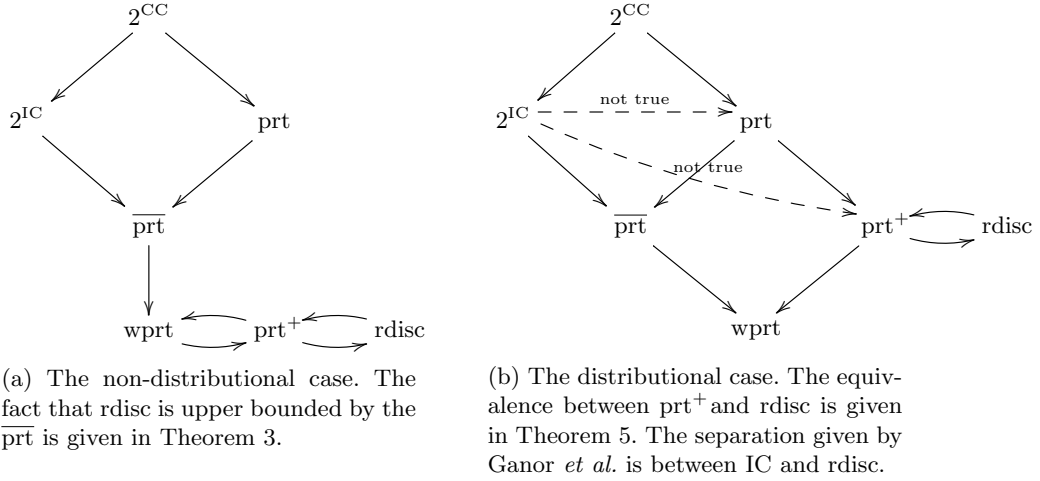 2^CC
2^IC
prt
\overline{prt}
wprt
prt^+
rdisc
(a) The non-distributional case. The
fact that rdisc is upper bounded by the
\overline{prt} is given in Theorem 3.
2^CC
2^IC
not true
prt
not true
\overline{prt}
prt^+
rdisc
wprt
(b) The distributional case. The equiv-
alence between prt^+ and rdisc is given
in Theorem 5. The separation given by
Ganor et al. is between IC and rdisc.